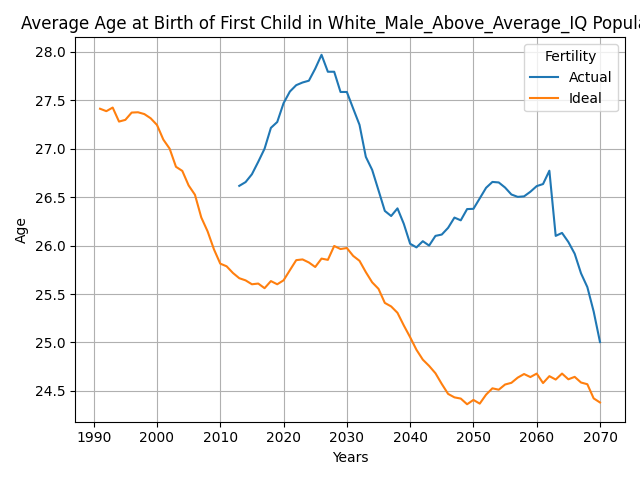 Average Age at Birth of First Child in White_Male_Above_Average_IQ Popula
28.0
27.5
27.0
26.5
26.0
25.5
25.0
24.5
Age
Fertility
Actual
Ideal
1990 2000 2010 2020 2030 2040 2050 2060 2070
Years